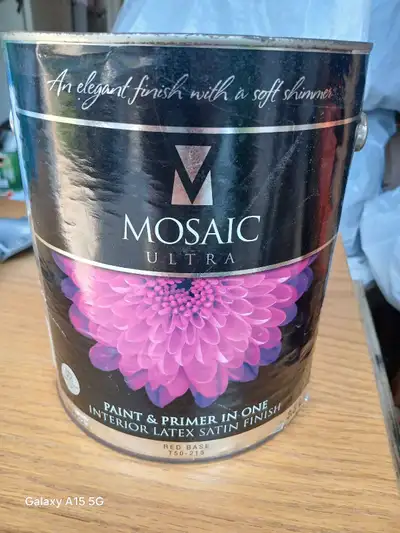 An elegant finish with a soft shimmer
MOSAIC
ULTRA
PAINT & PRIMER IN ONE
INTERIOR LATEX SATIN FINISH
RED BASE
Galaxy A15 5G